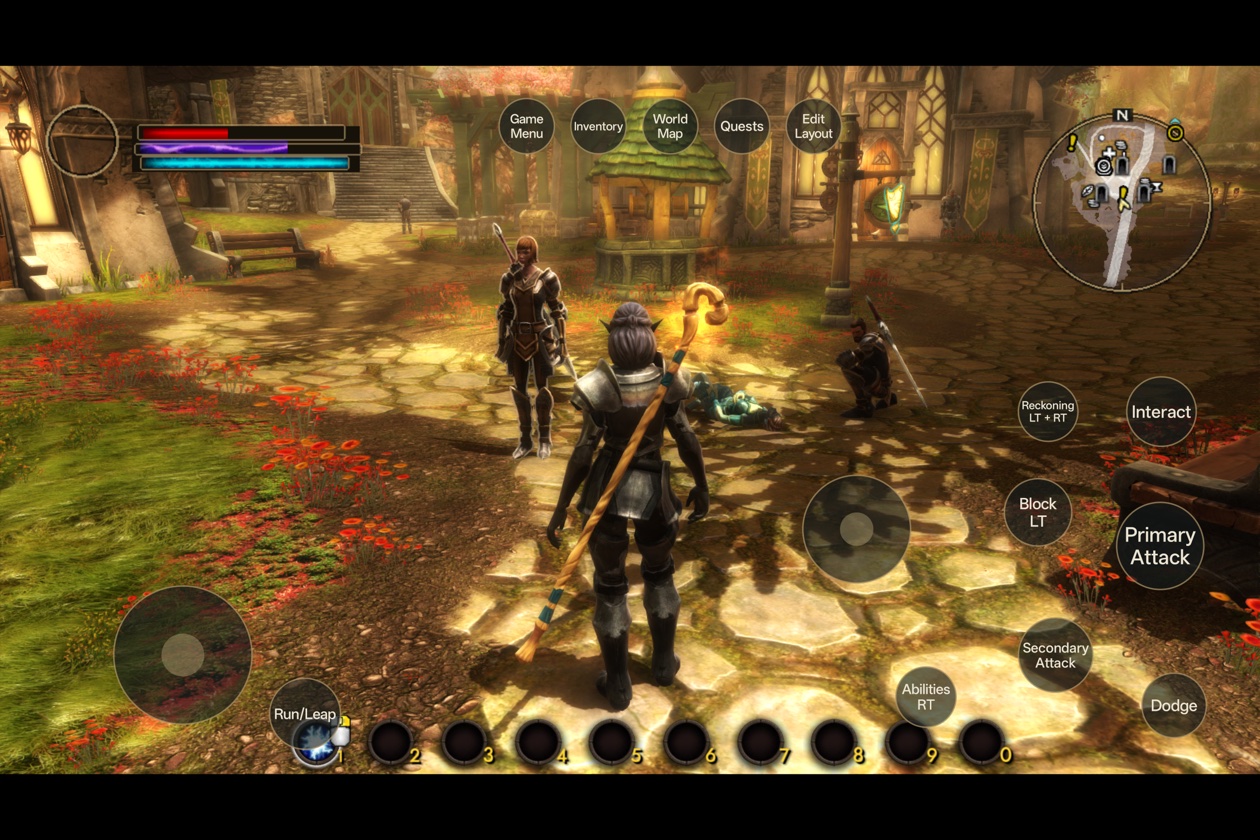 Game
Menu
Inventory
World
Map
Quests
Edit
Layout
N
Reckoning
LT + RT
Interact
Block
LT
Primary
Attack
Secondary
Attack
Abilities
RT
Dodge
Run/Leap
1 2 3 4 5 6 7 8 9 0